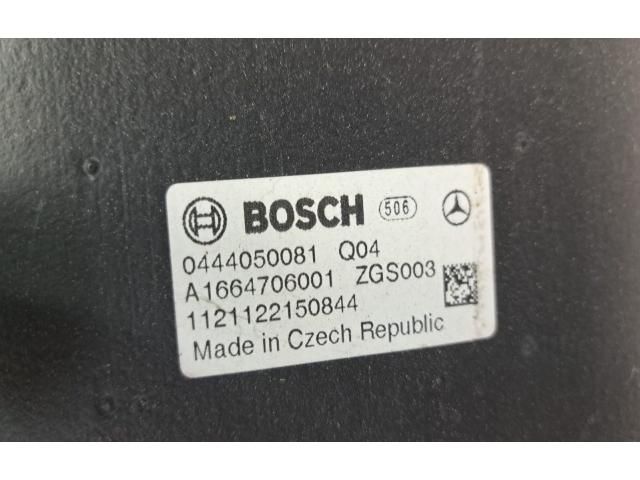 BOSCH 506
0444050081 Q04
A1664706001 ZGS003
1121122150844
Made in Czech Republic